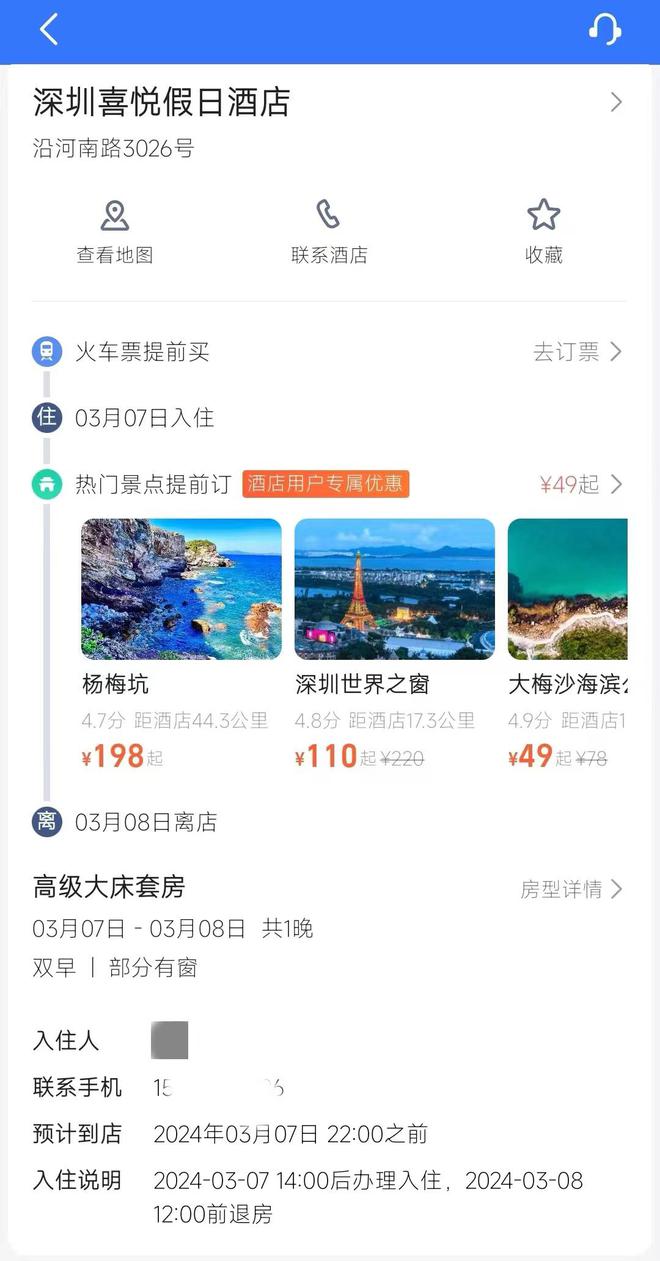 深圳喜悦假日酒店
沿河南路3026号
查看地图 联系酒店 收藏
火车票提前买 去订票
住 03月07日入住
热门景点提前订 酒店用户专属优惠 ¥49起
杨梅坑 深圳世界之窗 大梅沙海滨
4.7分 距酒店44.3公里 4.8分 距酒店17.3公里 4.9分 距酒店1
¥198起 ¥110起 ¥220 ¥49起 ¥78
离 03月08日离店
高级大床套房 房型详情
03月07日 - 03月08日 共1晚
双早 | 部分有窗
入住人
联系手机 15 6
预计到店 2024年03月07日 22:00之前
入住说明 2024-03-07 14:00后办理入住，2024-03-08
12:00前退房